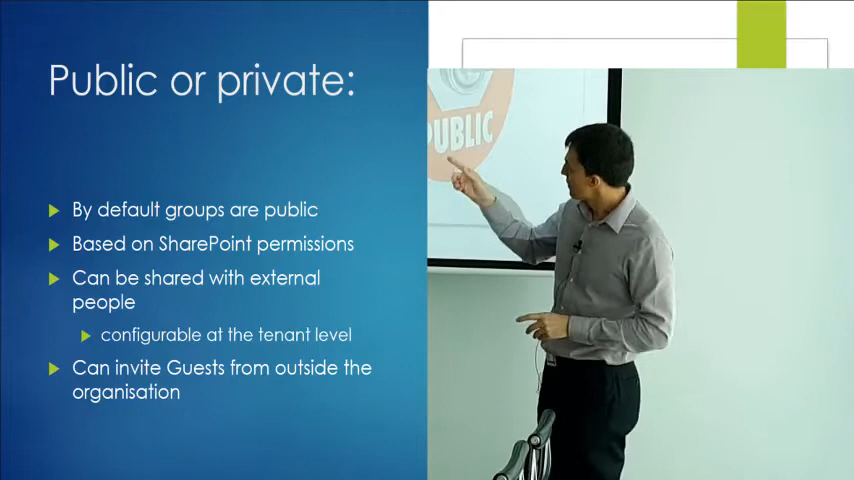 Public or private:
By default groups are public
Based on SharePoint permissions
Can be shared with external
people
configurable at the tenant level
Can invite Guests from outside the
organisation
PUBLIC